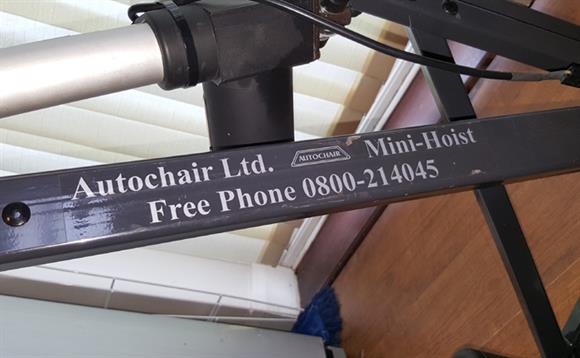 Autochair Ltd. AUTOCHAIR Mini-Hoist
Free Phone 0800-214045